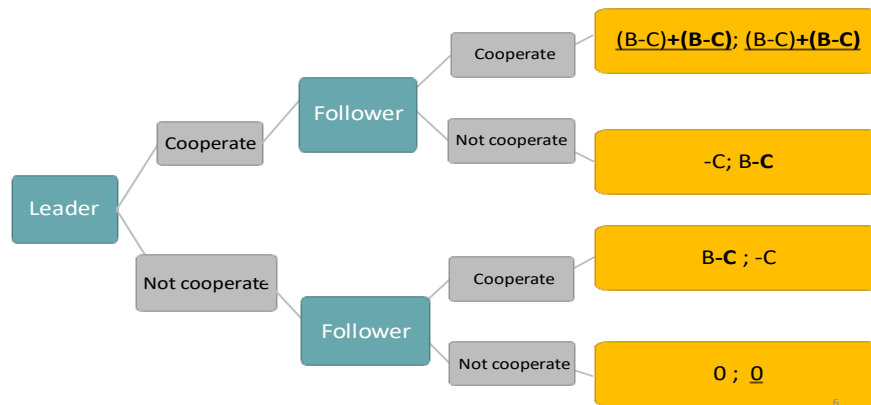 Leader
Cooperate
Not cooperate
Follower
Cooperate
Not cooperate
(B-C)+(B-C); (B-C)+(B-C)
-C; B-C
Follower
Cooperate
Not cooperate
B-C ; -C
0 ; 0
6